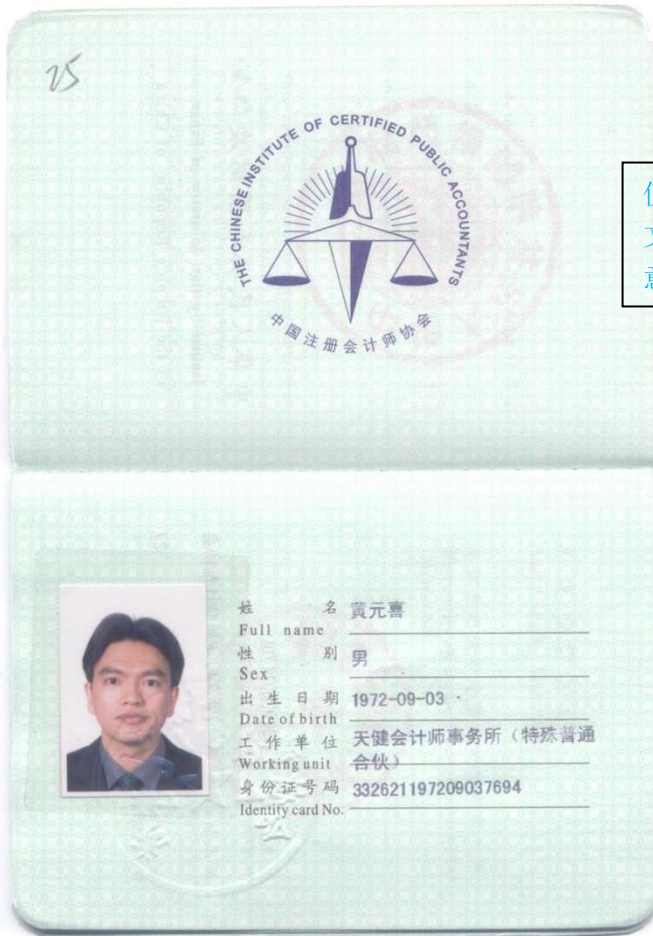 25
THE CHINESE INSTITUTE OF CERTIFIED PUBLIC ACCOUNTANTS
中国注册会计师协会
姓 名 黄元喜
Full name
性 别 男
Sex
出生日期 1972-09-03
Date of birth
工作单位 天健会计师事务所（特殊普通
Working unit 合伙）
身份证号码 332621197209037694
Identity card No.